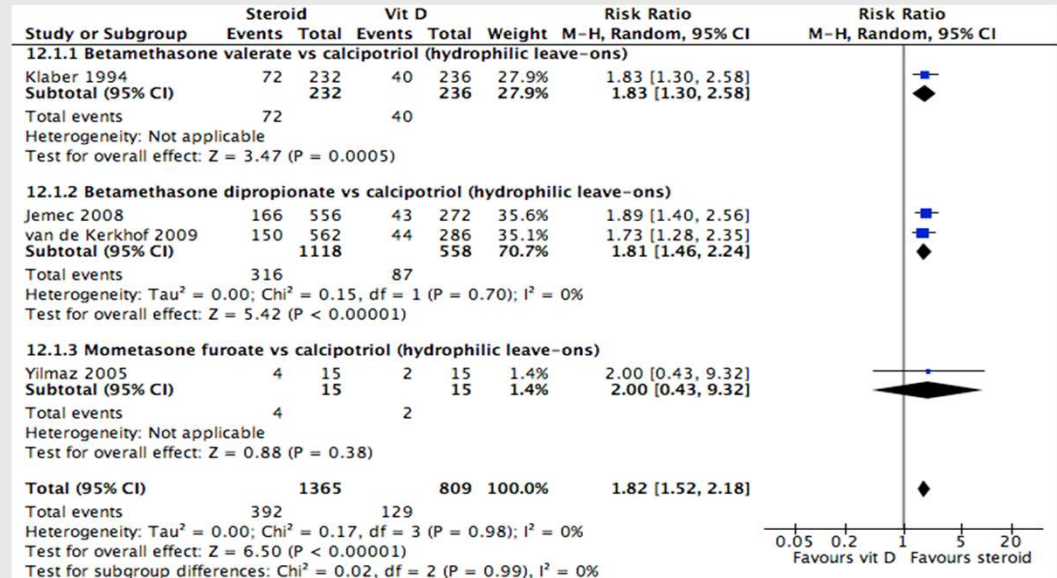 Steroid Vit D Risk Ratio Risk Ratio
Study or Subgroup Events Total Events Total Weight M-H, Random, 95% CI M-H, Random, 95% CI
12.1.1 Betamethasone valerate vs calcipotriol (hydrophilic leave-ons)
Klaber 1994 72 232 40 236 27.9% 1.83 [1.30, 2.58]
Subtotal (95% CI) 232 236 27.9% 1.83 [1.30, 2.58]
Total events 72 40
Heterogeneity: Not applicable
Test for overall effect: Z = 3.47 (P = 0.0005)
12.1.2 Betamethasone dipropionate vs calcipotriol (hydrophilic leave-ons)
Jemec 2008 166 556 43 272 35.6% 1.89 [1.40, 2.56]
van de Kerkhof 2009 150 562 44 286 35.1% 1.73 [1.28, 2.35]
Subtotal (95% CI) 1118 558 70.7% 1.81 [1.46, 2.24]
Total events 316 87
Heterogeneity: Tau² = 0.00; Chi² = 0.15, df = 1 (P = 0.70); I² = 0%
Test for overall effect: Z = 5.42 (P < 0.00001)
12.1.3 Mometasone furoate vs calcipotriol (hydrophilic leave-ons)
Yilmaz 2005 4 15 2 15 1.4% 2.00 [0.43, 9.32]
Subtotal (95% CI) 15 15 1.4% 2.00 [0.43, 9.32]
Total events 4 2
Heterogeneity: Not applicable
Test for overall effect: Z = 0.88 (P = 0.38)
Total (95% CI) 1365 809 100.0% 1.82 [1.52, 2.18]
Total events 392 129
Heterogeneity: Tau² = 0.00; Chi² = 0.17, df = 3 (P = 0.98); I² = 0%
Test for overall effect: Z = 6.50 (P < 0.00001)
Test for subgroup differences: Chi² = 0.02, df = 2 (P = 0.99), I² = 0%
0.05 0.2 1 5 20
Favours vit D Favours steroid